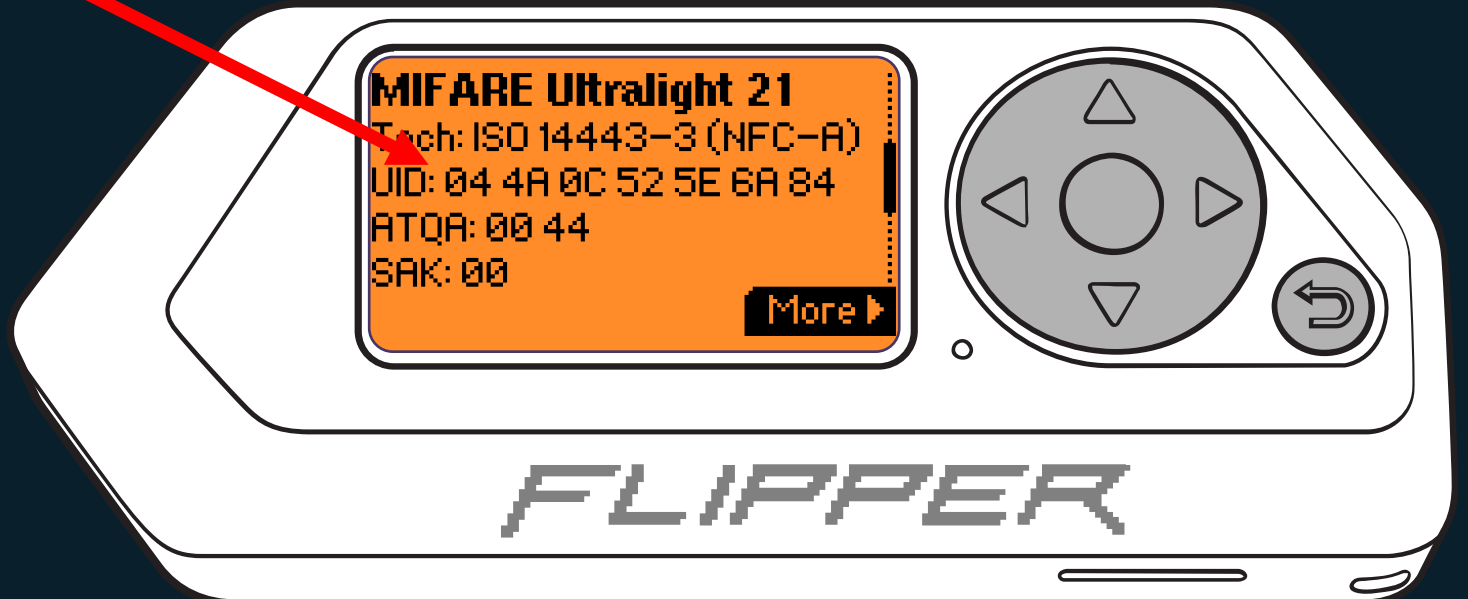 MIFARE Ultralight 21
Tech: ISO 14443-3 (NFC-A)
UID: 04 4A 0C 52 5E 6A 84
ATQA: 00 44
SAK: 00
More
FLIPPER